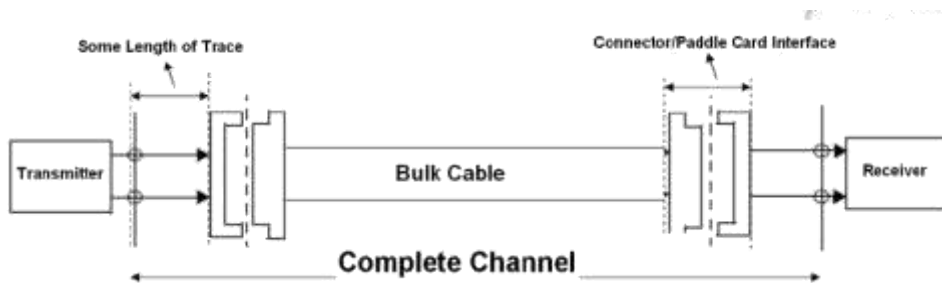 Some Length of Trace
Connector/Paddle Card Interface
Transmitter
Bulk Cable
Receiver
Complete Channel